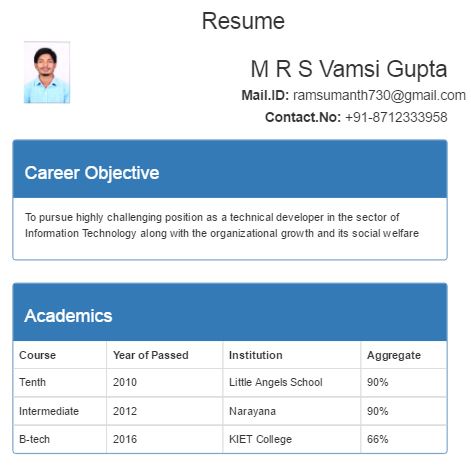 Resume
M R S Vamsi Gupta
Mail.ID: ramsumanth730@gmail.com
Contact.No: +91-8712333958
Career Objective
To pursue highly challenging position as a technical developer in the sector of
Information Technology along with the organizational growth and its social welfare
Academics
Course Year of Passed Institution Aggregate
Tenth 2010 Little Angels School 90%
Intermediate 2012 Narayana 90%
B-tech 2016 KIET College 66%